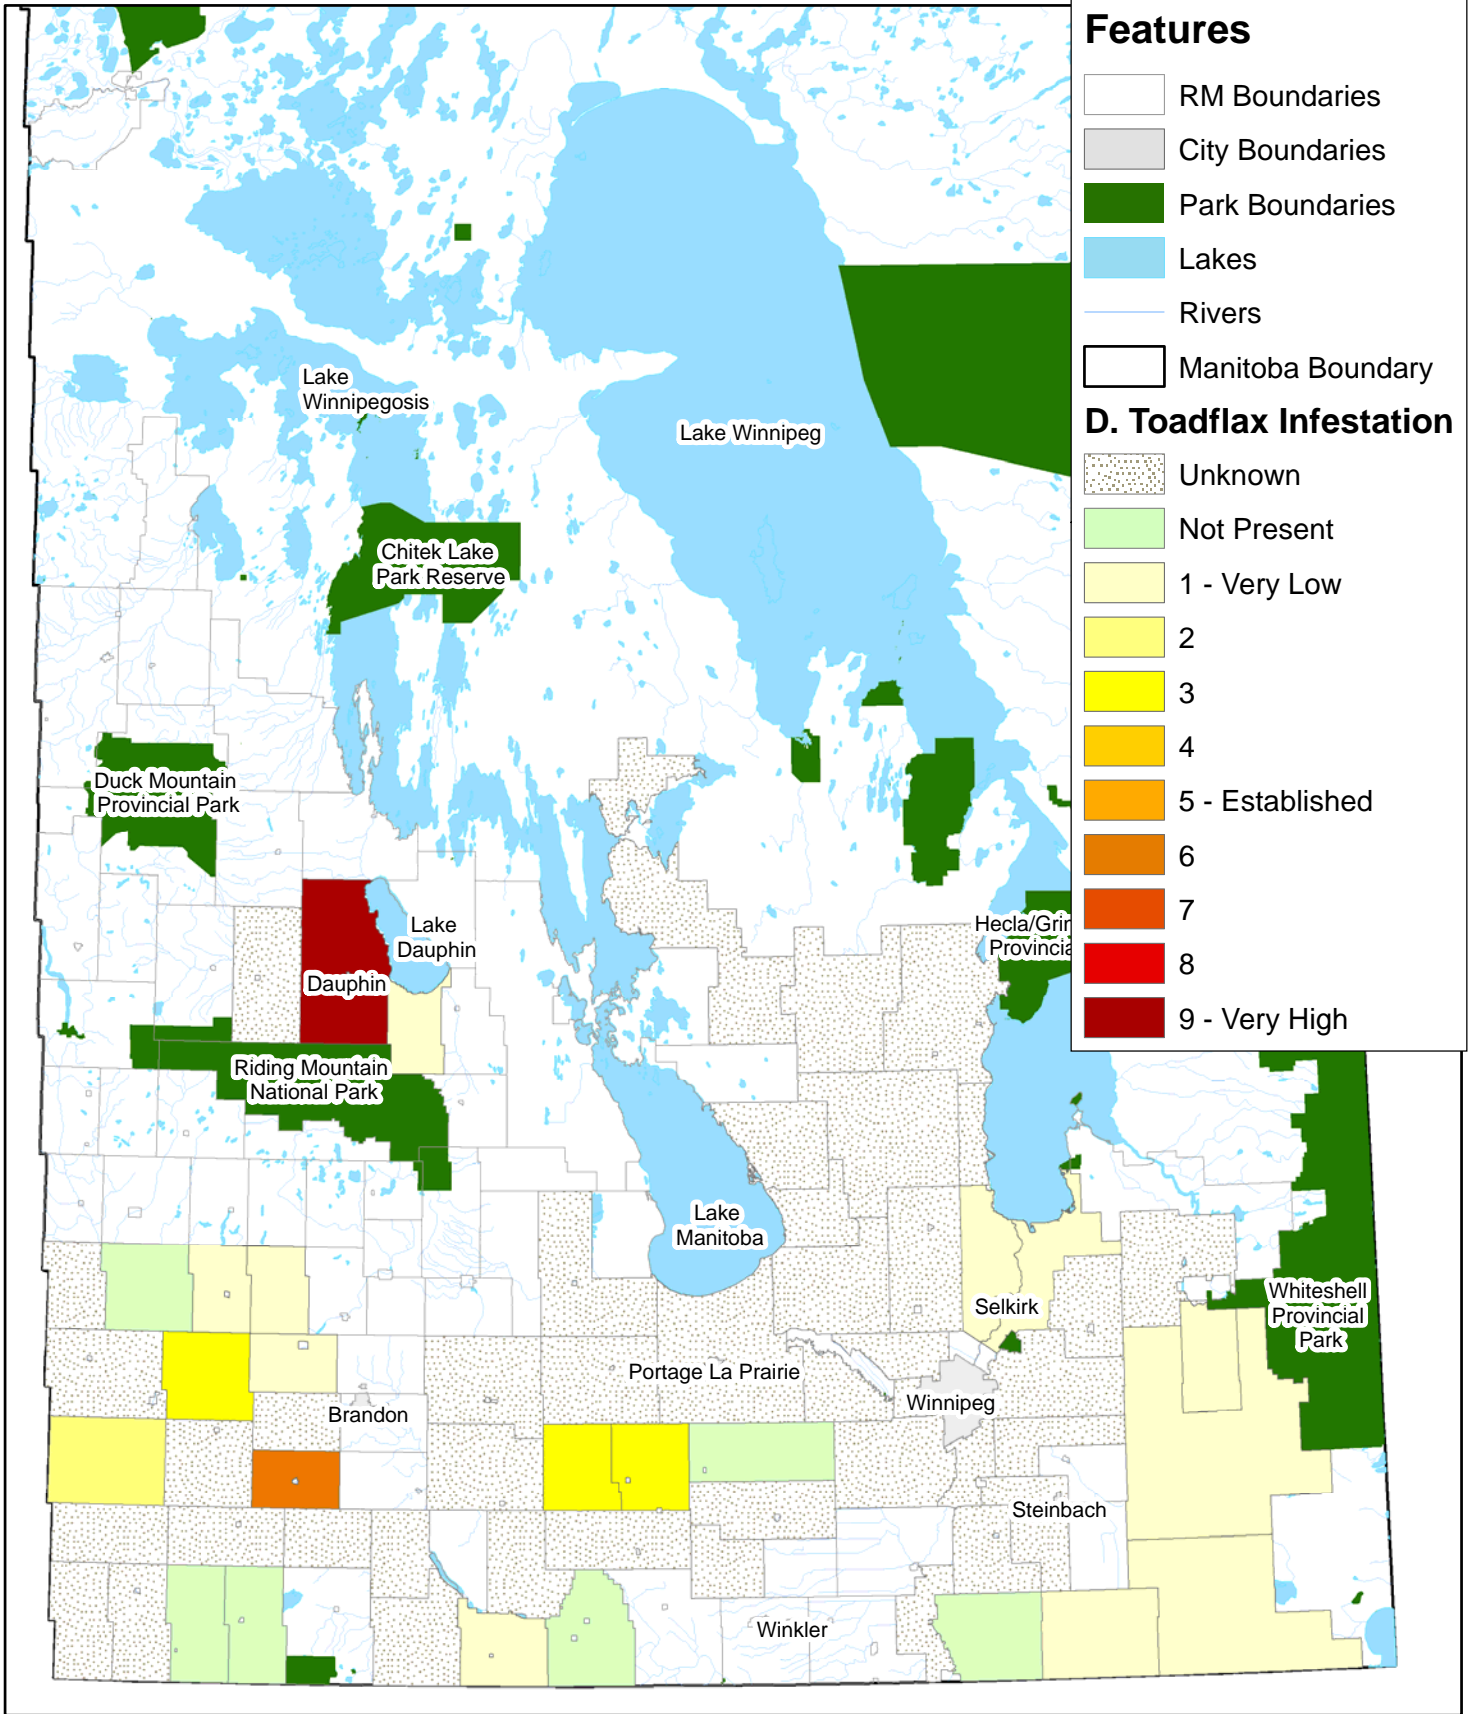 Features
RM Boundaries
City Boundaries
Park Boundaries
Lakes
Rivers
Manitoba Boundary
D. Toadflax Infestation
Unknown
Not Present
1 - Very Low
2
3
4
5 - Established
6
7
8
9 - Very High
Lake
Winnipegosis
Lake Winnipeg
Chitek Lake
Park Reserve
Duck Mountain
Provincial Park
Lake
Dauphin
Dauphin
Hecla/Grin
Provincia
Riding Mountain
National Park
Lake
Manitoba
Selkirk
Whiteshell
Provincial
Park
Portage La Prairie
Winnipeg
Brandon
Steinbach
Winkler